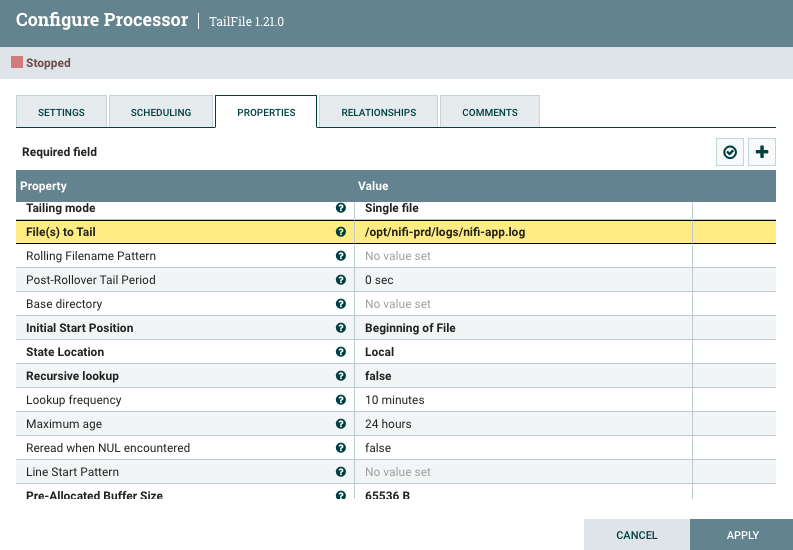 Configure Processor | TailFile 1.21.0
Stopped
SETTINGS SCHEDULING PROPERTIES RELATIONSHIPS COMMENTS
Required field
Property Value
Tailing mode Single file
File(s) to Tail /opt/nifi-prd/logs/nifi-app.log
Rolling Filename Pattern No value set
Post-Rollover Tail Period 0 sec
Base directory No value set
Initial Start Position Beginning of File
State Location Local
Recursive lookup false
Lookup frequency 10 minutes
Maximum age 24 hours
Reread when NUL encountered false
Line Start Pattern No value set
Pre-Allocated Buffer Size 65536 B
CANCEL APPLY